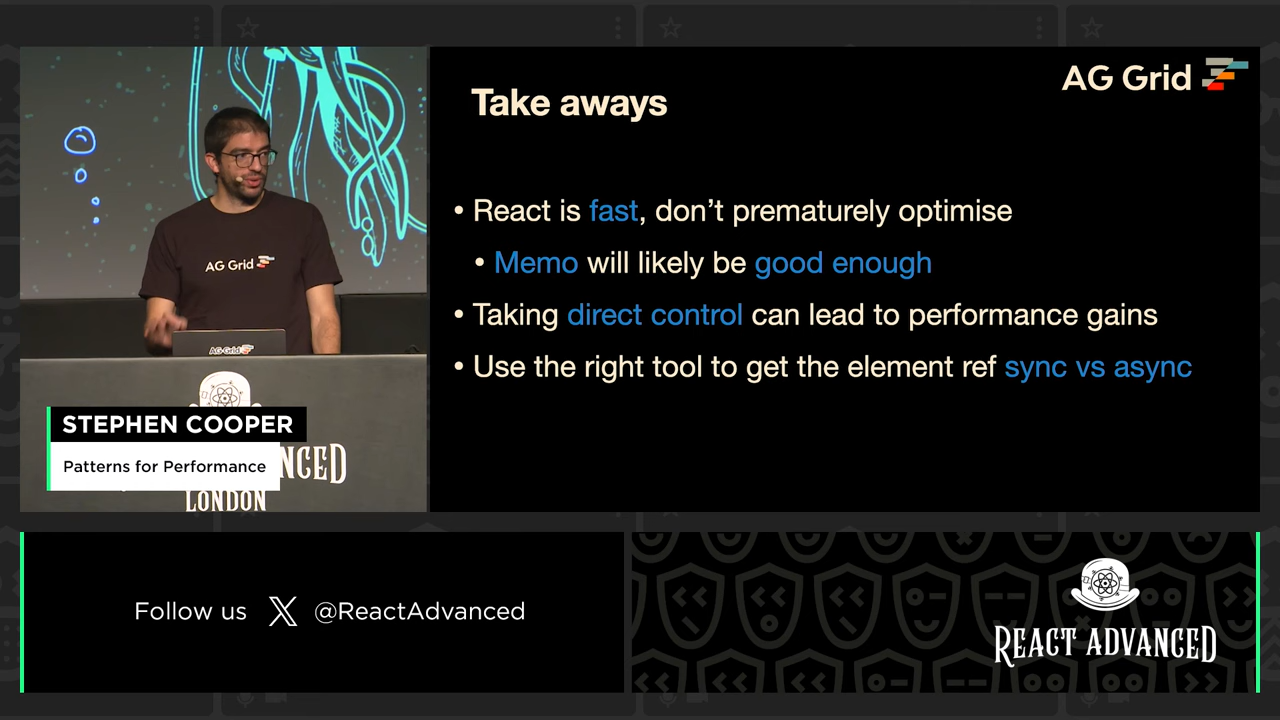 AG Grid
Take aways
• React is fast, don’t prematurely optimise
• Memo will likely be good enough
• Taking direct control can lead to performance gains
• Use the right tool to get the element ref sync vs async
AG Grid
AG Grid
STEPHEN COOPER
Patterns for Performance
NCED
LONDON
Follow us X @ReactAdvanced
REACT ADVANCED